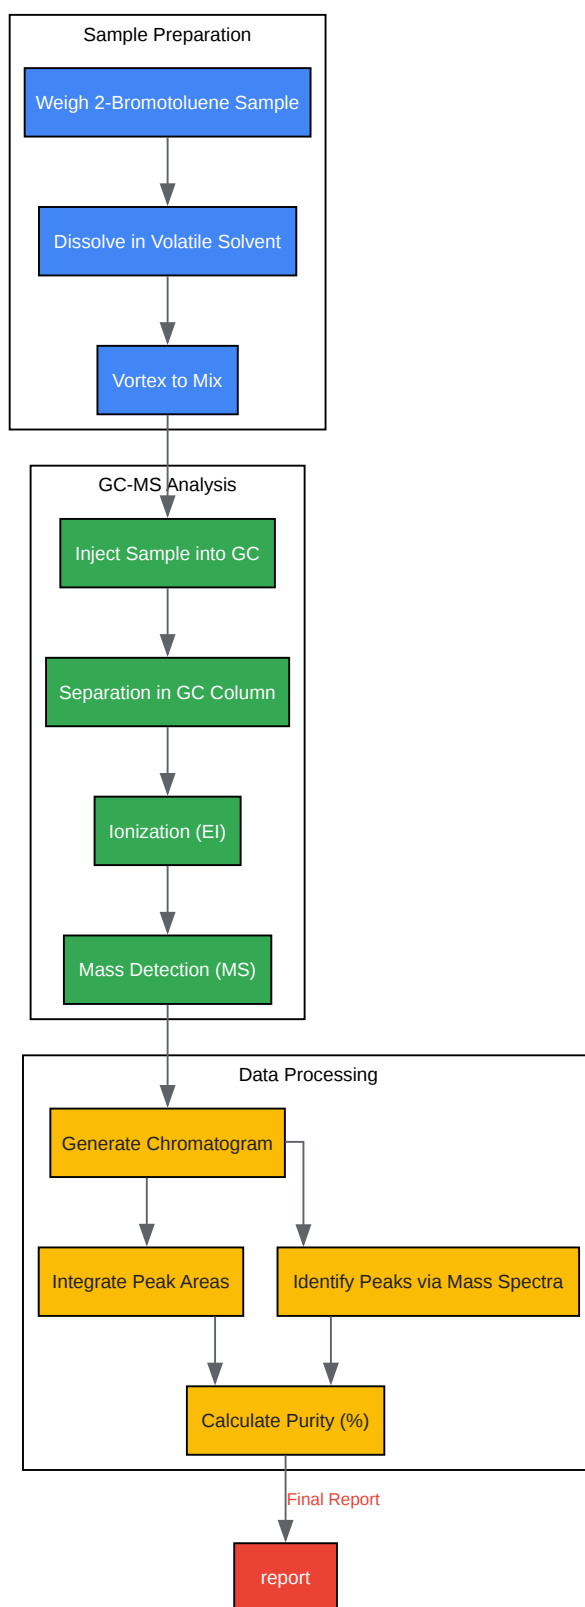 Sample Preparation
Weigh 2-Bromotoluene Sample
Dissolve in Volatile Solvent
Vortex to Mix
GC-MS Analysis
Inject Sample into GC
Separation in GC Column
Ionization (EI)
Mass Detection (MS)
Data Processing
Generate Chromatogram
Integrate Peak Areas
Identify Peaks via Mass Spectra
Calculate Purity (%)
Final Report
report